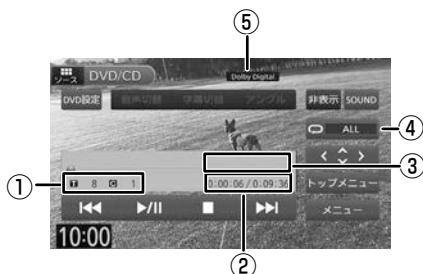 ⑤
ソース DVD/CD Dolby Digital
DVD設定 音声切替 字幕切替 アングル 非表示 SOUND
ALL ④
③
① T 8 C 1 0:00:06/0:09:36 トップメニュー
メニュー
10:00
②